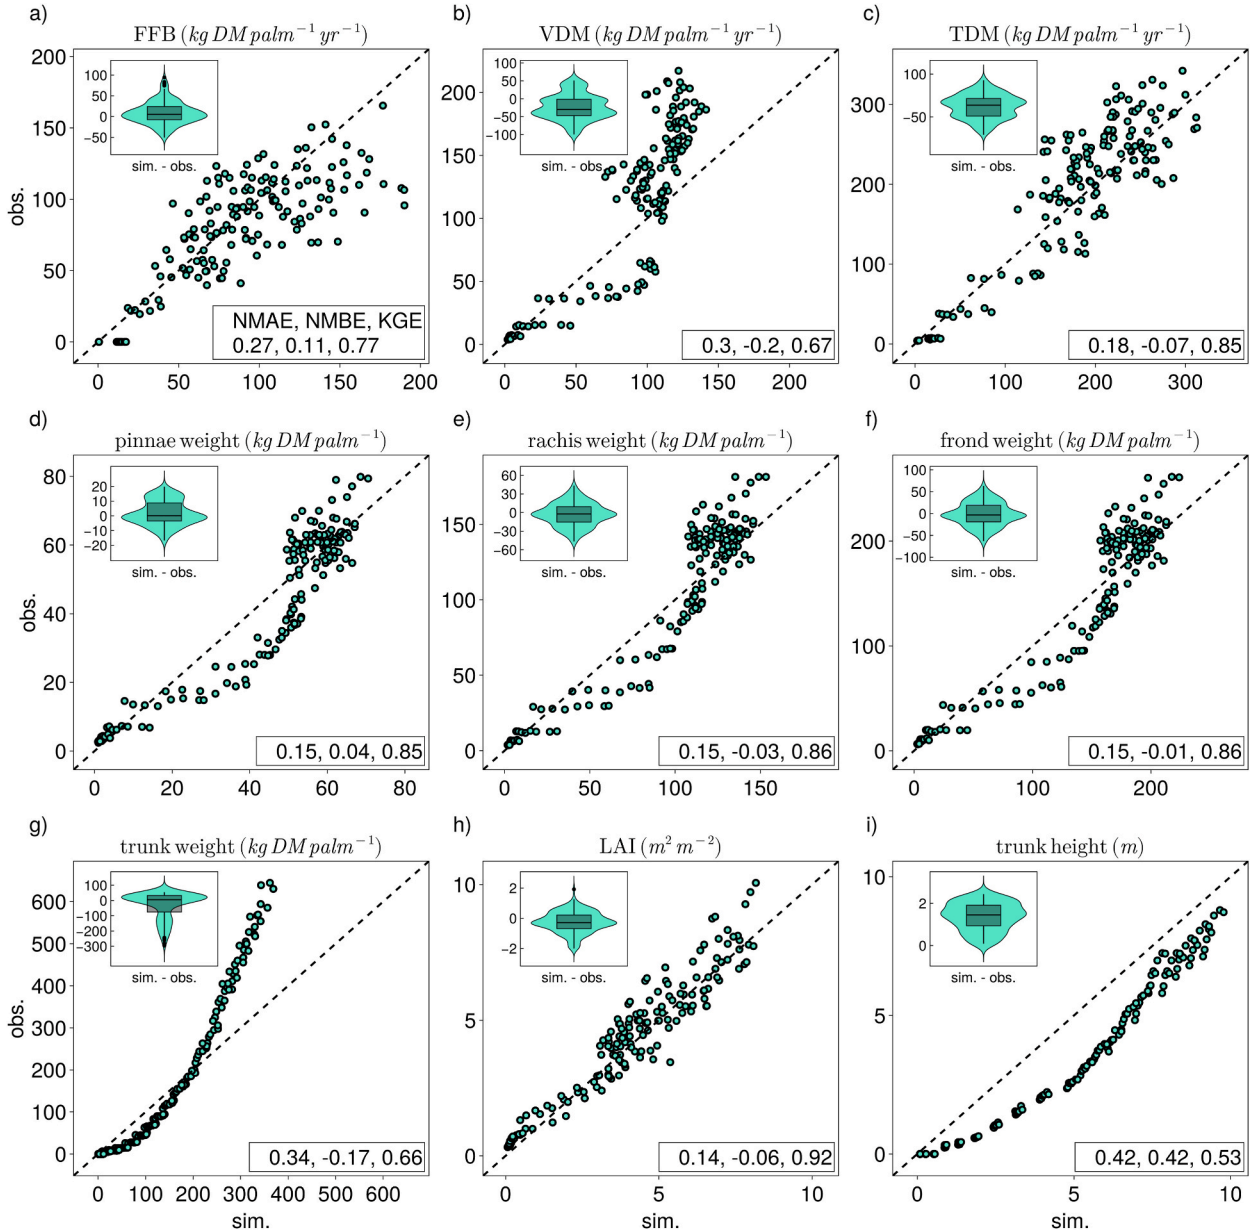 a)
FFB (kg DM palm⁻¹ yr⁻¹)
200
150
100
50
0
obs.
100
50
0
−50
sim. - obs.
NMAE, NMBE, KGE
0.27, 0.11, 0.77
0 50 100 150 200
b)
VDM (kg DM palm⁻¹ yr⁻¹)
200
150
100
50
0
100
50
0
−50
−100
sim. - obs.
0.3, -0.2, 0.67
0 50 100 150 200
c)
TDM (kg DM palm⁻¹ yr⁻¹)
300
200
100
0
100
−50
sim. - obs.
0.18, -0.07, 0.85
0 100 200 300
d)
pinnae weight (kg DM palm⁻¹)
80
60
40
20
0
obs.
20
10
0
−10
−20
sim. - obs.
0.15, 0.04, 0.85
0 20 40 60 80
e)
rachis weight (kg DM palm⁻¹)
150
100
50
0
60
30
0
−30
−60
sim. - obs.
0.15, -0.03, 0.86
0 50 100 150
f)
frond weight (kg DM palm⁻¹)
200
100
0
100
50
0
−50
−100
sim. - obs.
0.15, -0.01, 0.86
0 100 200
g)
trunk weight (kg DM palm⁻¹)
600
500
400
300
200
100
0
obs.
100
0
−100
−200
−300
sim. - obs.
0.34, -0.17, 0.66
0 100 200 300 400 500 600
sim.
h)
LAI (m² m⁻²)
10
5
0
2
0
−2
sim. - obs.
0.14, -0.06, 0.92
0 5 10
sim.
i)
trunk height (m)
10
5
0
2
0
sim. - obs.
0.42, 0.42, 0.53
0 5 10
sim.